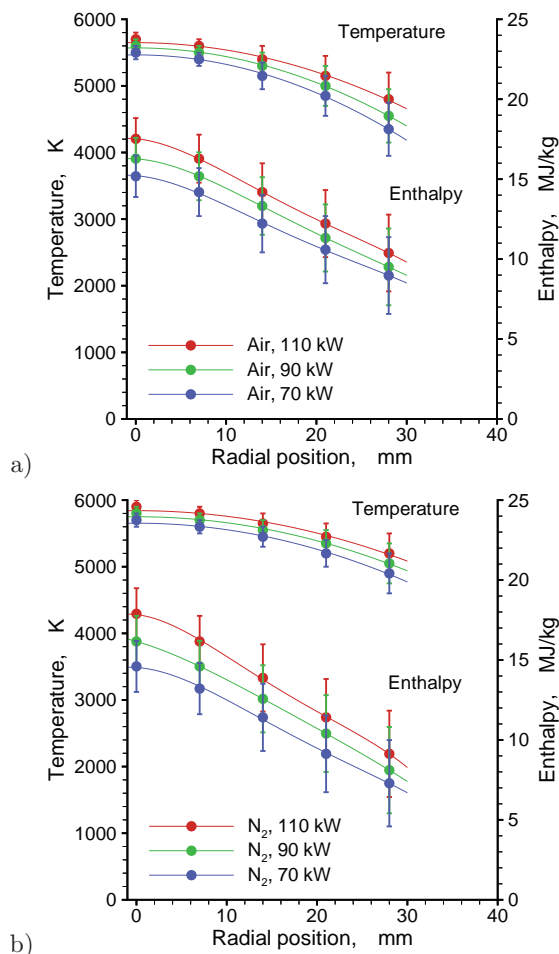 a)
Temperature, K
6000
5000
4000
3000
2000
1000
0
Temperature
Enthalpy
Air, 110 kW
Air, 90 kW
Air, 70 kW
25
20
15
10
5
0
Enthalpy, MJ/kg
0 10 20 30 40
Radial position, mm
b)
Temperature, K
6000
5000
4000
3000
2000
1000
0
Temperature
Enthalpy
N₂, 110 kW
N₂, 90 kW
N₂, 70 kW
25
20
15
10
5
0
Enthalpy, MJ/kg
0 10 20 30 40
Radial position, mm